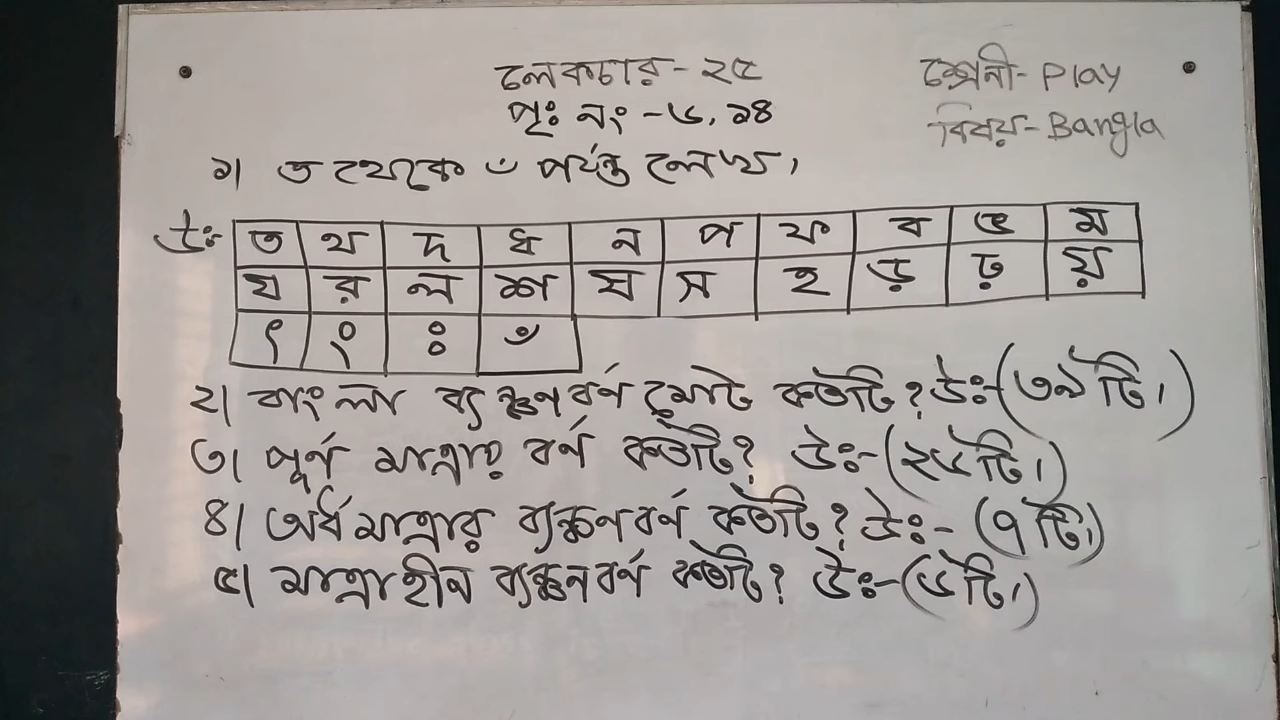 লেকচার-২৫
শ্রেনী-Play
পৃঃ নং-৬,১৪
বিষয়-Bangla
১। ত থেকে ঁ পর্যন্ত লেখ।
উঃ-
ত থ দ ধ ন প ফ ব ভ ম
য র ল শ ষ স হ ড় ঢ় য়
ৎ ং ঃ ঁ
২। বাংলা ব্যঞ্জনবর্ণ মোট কতটি? উঃ-(৩৯টি।)
৩। পূর্ণ মাত্রার বর্ণ কতটি? উঃ-(২৬টি।)
৪। অর্ধমাত্রার ব্যঞ্জনবর্ণ কতটি? উঃ- (৭টি।)
৫। মাত্রাহীন ব্যঞ্জনবর্ণ কতটি? উঃ-(৬টি।)